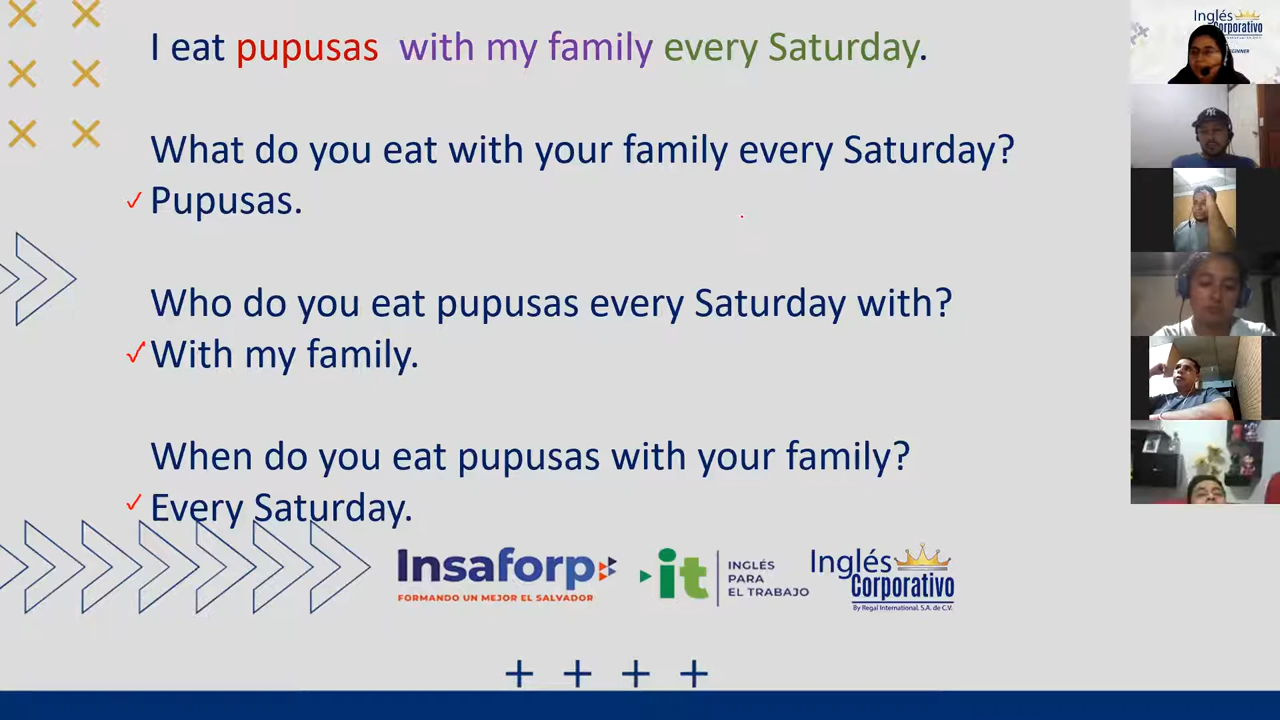 I eat pupusas with my family every Saturday.
What do you eat with your family every Saturday?
Pupusas.
Who do you eat pupusas every Saturday with?
With my family.
When do you eat pupusas with your family?
Every Saturday.
Insaforp
FORMANDO UN MEJOR EL SALVADOR
it
INGLÉS
PARA
EL TRABAJO
Inglés
Corporativo
By Regal International, S.A. de C.V.
Inglés
Corporativo